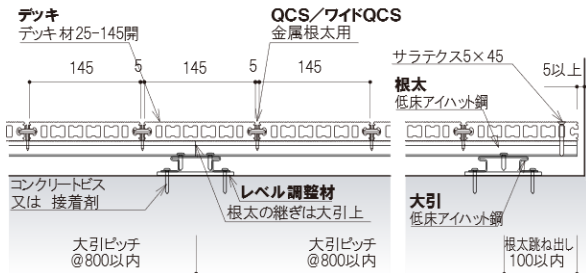 デッキ
デッキ材25-145開
QCS／ワイドQCS
金属根太用
サラテクス5×45
5以上
145 5 145 5 145
根太
低床アイハット鋼
コンクリートビス
又は 接着剤
レベル調整材
根太の継ぎは大引上
大引
低床アイハット鋼
大引ピッチ
@800以内
大引ピッチ
@800以内
根太跳ね出し
100以内